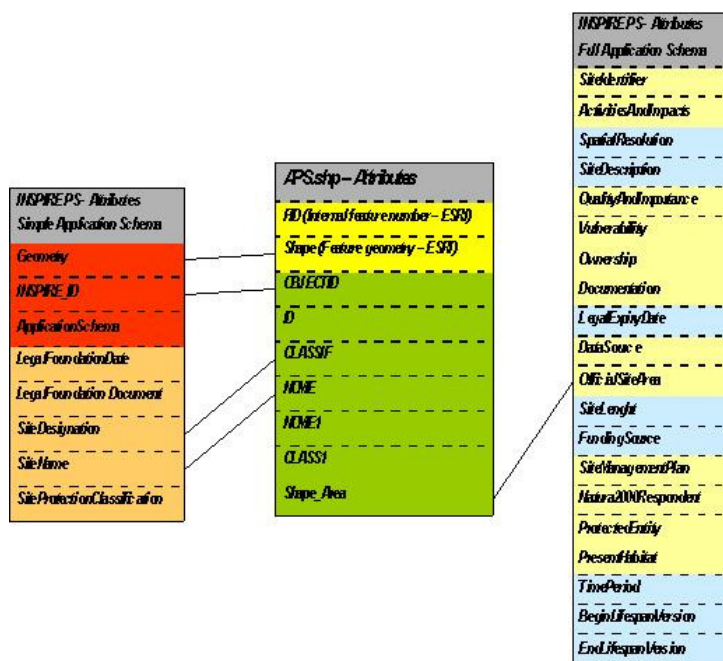 INSPIRE PS - Attributes
Simple Application Schema
Geometry
INSPIRE_ID
ApplicationSchema
LegalFoundationDate
LegalFoundation Document
SiteDesignation
SiteName
SiteProtectionClassification
APS.shp – Attributes
FID (Internal feature number – ESRI)
Shape (Feature geometry – ESRI)
OBJECTID
ID
CLASSIF
NOME
NOME1
CLASS1
Shape_Area
INSPIRE PS - Attributes
Full Application Schema
SiteIdentifier
ActivitiesAndImpacts
SpatialResolution
SiteDescription
QualityAndImportance
Vulnerability
Ownership
Documentation
LegalExpiryDate
DataSource
OfficialSiteArea
SiteLenght
FundingSource
SiteManagementPlan
Natura2000Respondent
ProtectedEntity
PresentHabitat
TimePeriod
BeginLifespanVersion
EndLifespanVersion